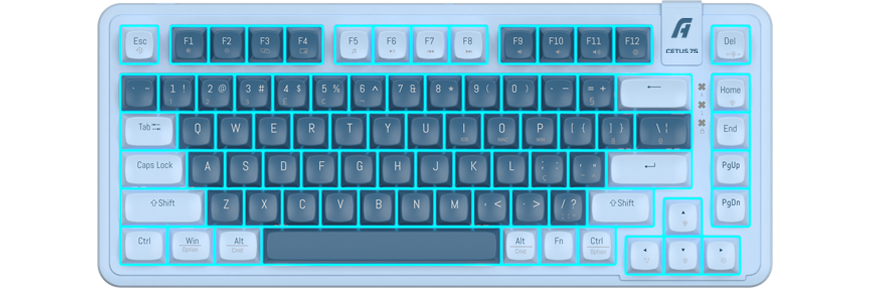 Esc F1 F2 F3 F4 F5 F6 F7 F8 F9 F10 F11 F12 CETUS 75 Del
1 ! 2 @ 3 # 4 $ 5 % 6 ^ 7 & 8 * 9 ( 0 ) - = + Home
Tab Q W E R T Y U I O P [ { ] } \ | End
Caps Lock A S D F G H J K L PgUp
Shift Z X C V B N M < > / ? Shift PgDn
Ctrl Win Option Alt Cmd Alt Cmd Fn Ctrl Option